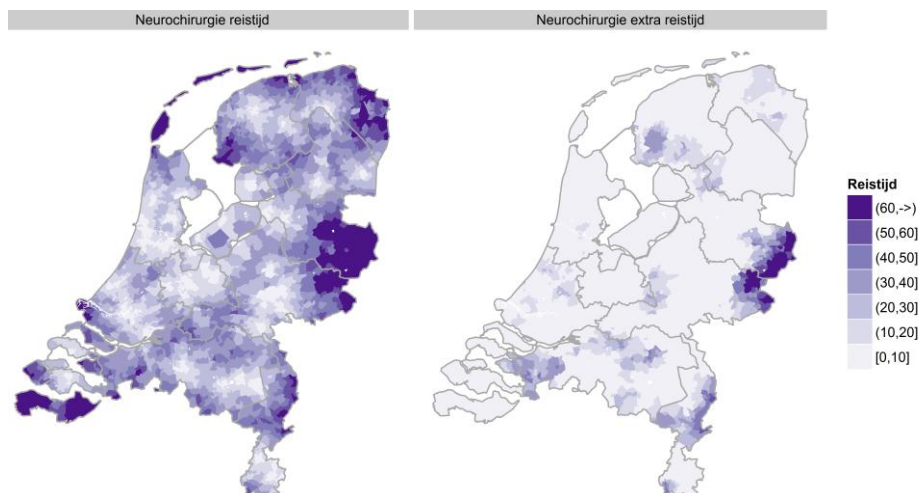 Neurochirurgie reistijd
Neurochirurgie extra reistijd
Reistijd
(60,->)
(50,60]
(40,50]
(30,40]
(20,30]
(10,20]
[0,10]